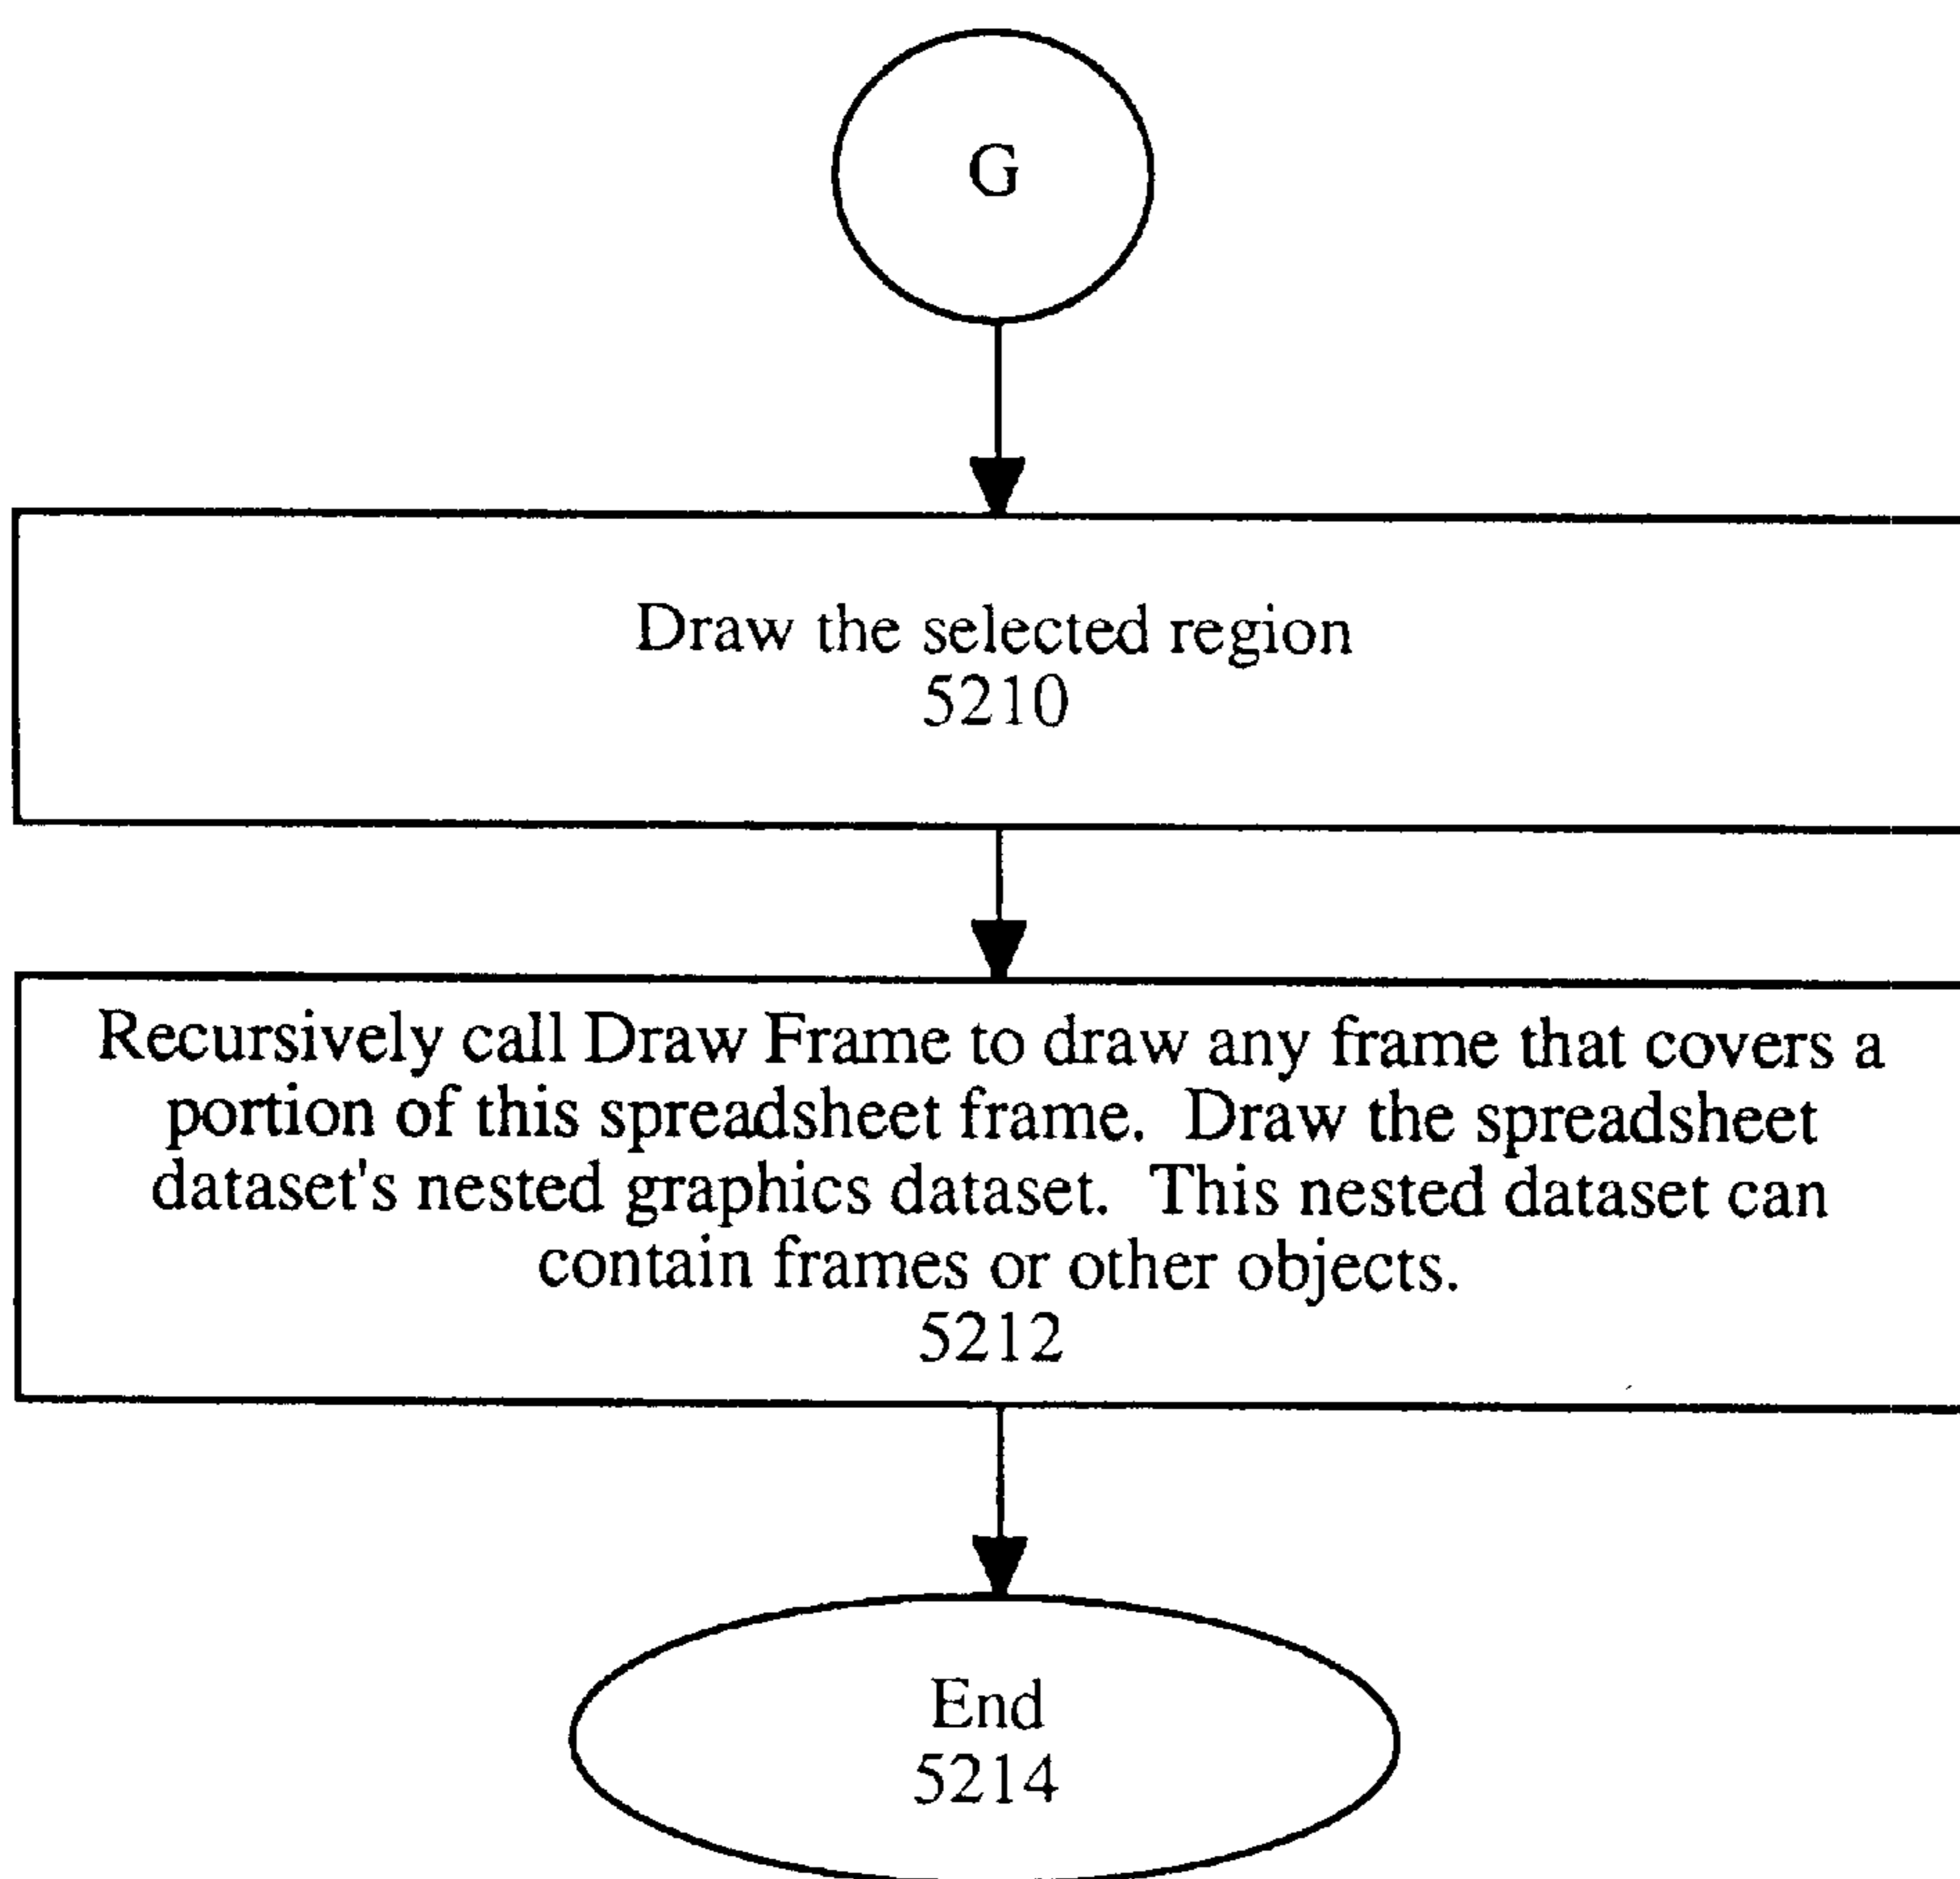 G
Draw the selected region
5210
Recursively call Draw Frame to draw any frame that covers a
portion of this spreadsheet frame. Draw the spreadsheet
dataset's nested graphics dataset. This nested dataset can
contain frames or other objects.
5212
End
5214